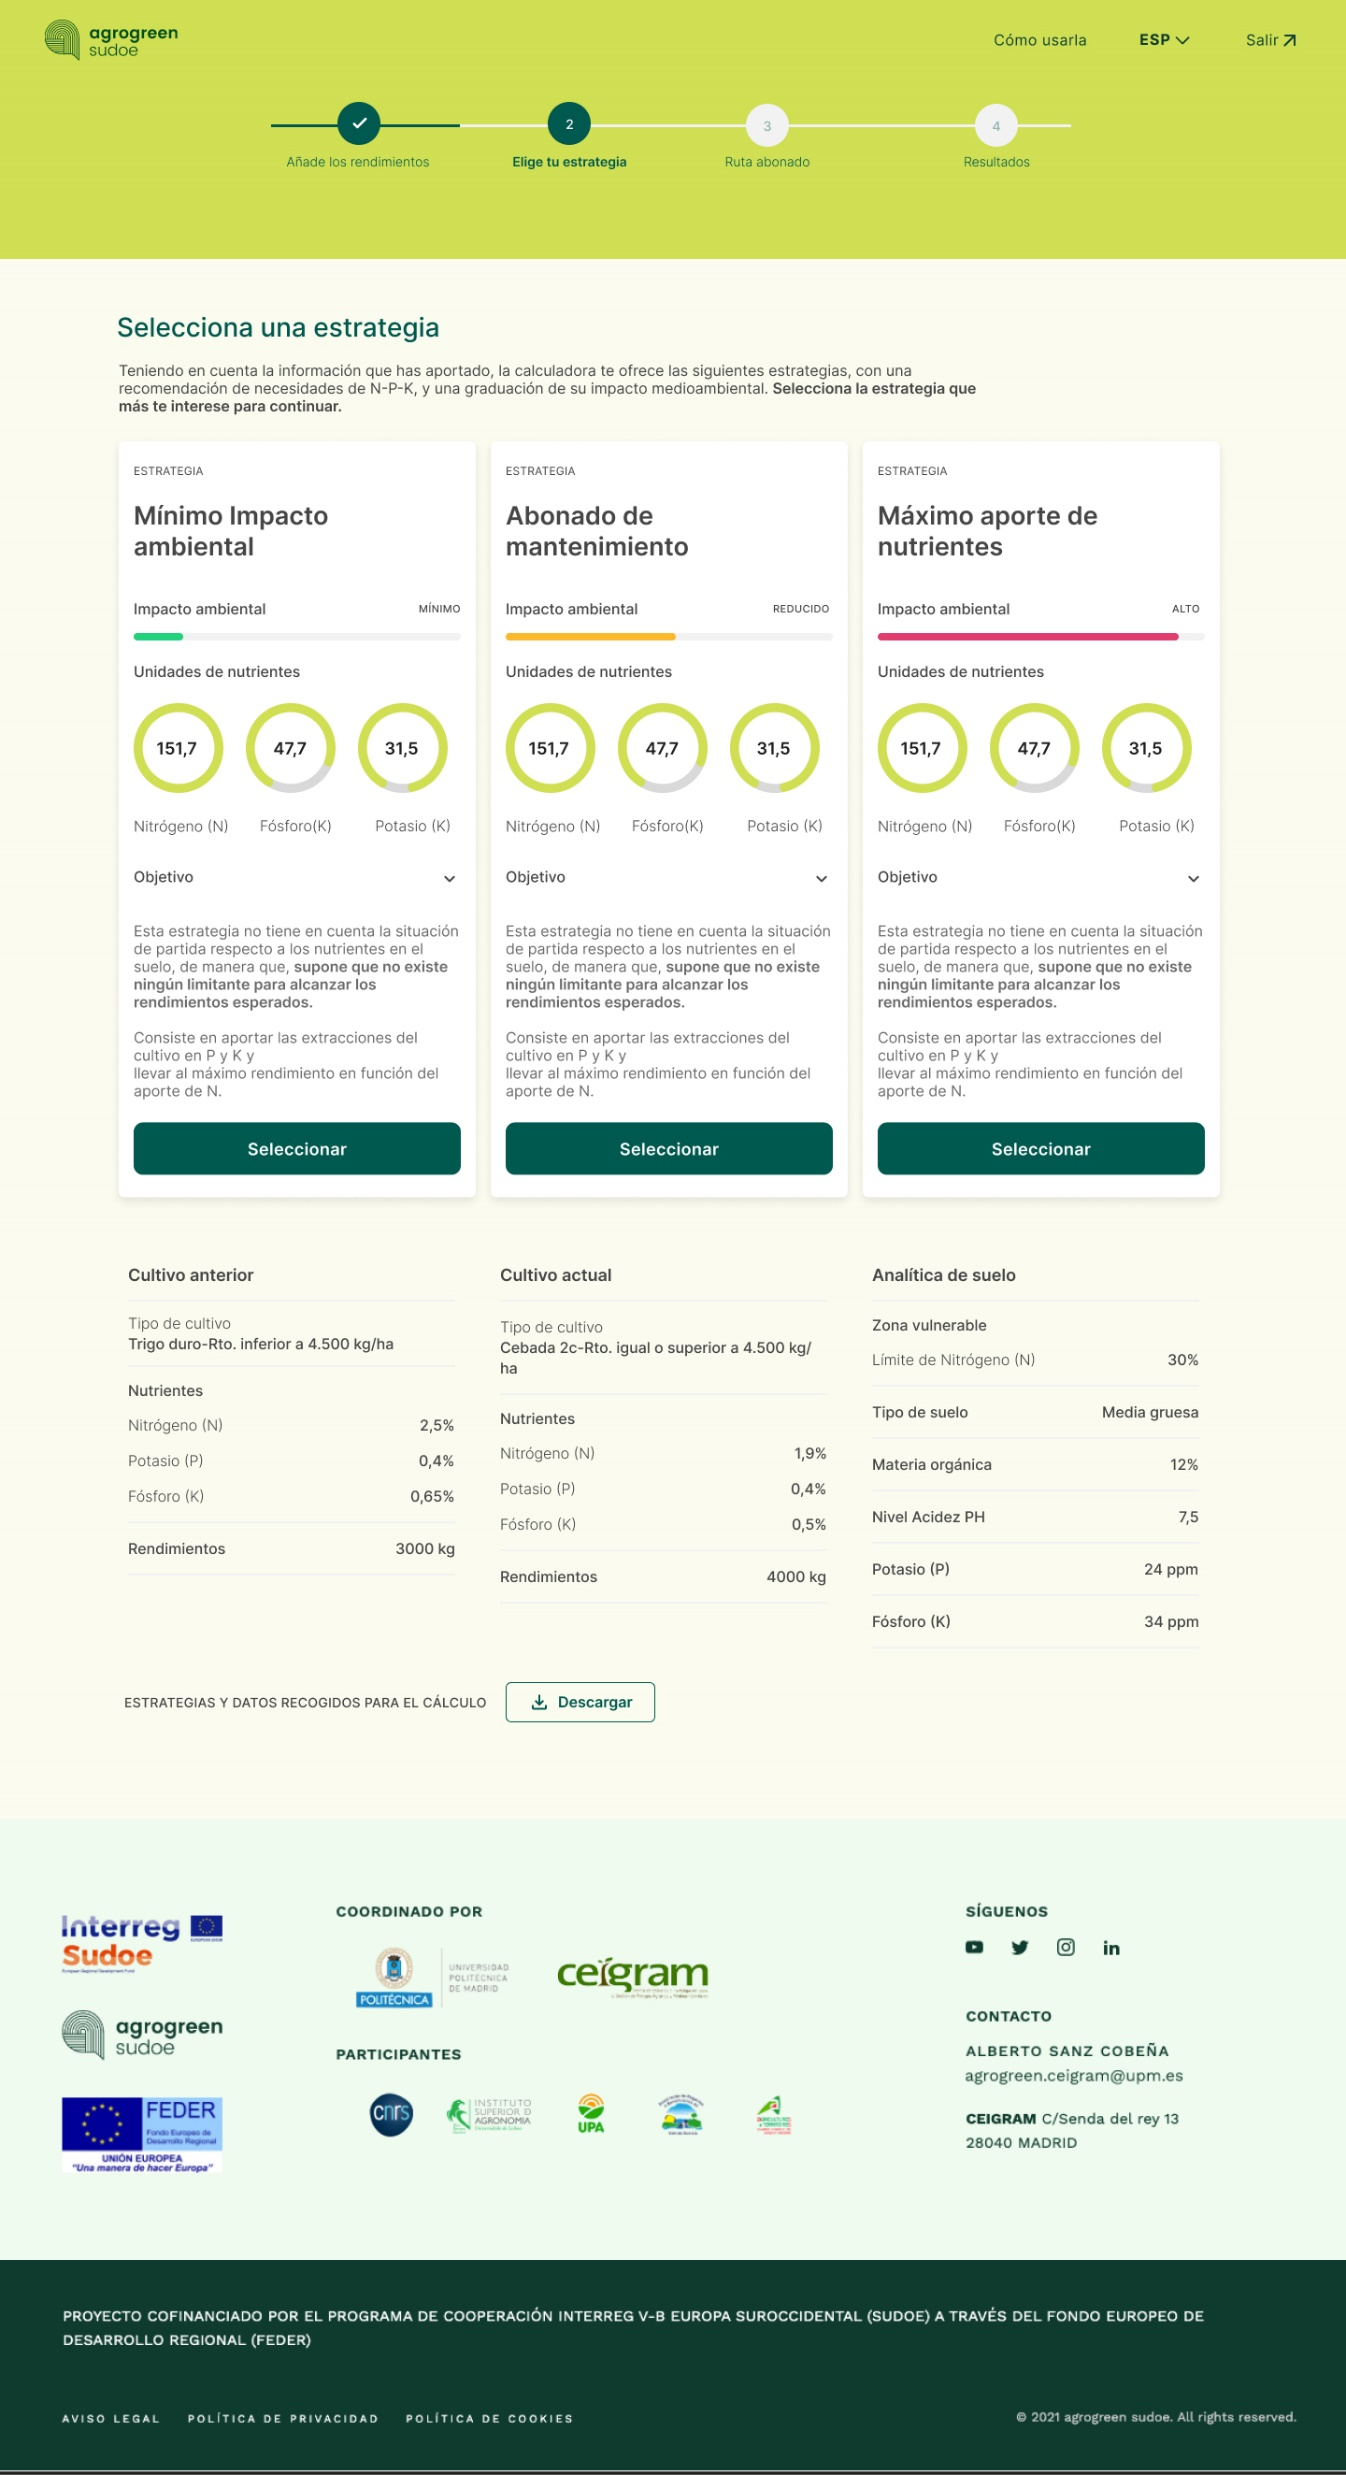 agrogreen
sudoe
Cómo usarla
ESP
Salir
2
3
4
Añade los rendimientos
Elige tu estrategia
Ruta abonado
Resultados
Selecciona una estrategia
Teniendo en cuenta la información que has aportado, la calculadora te ofrece las siguientes estrategias, con una
recomendación de necesidades de N-P-K, y una graduación de su impacto medioambiental. Selecciona la estrategia que
más te interese para continuar.
ESTRATEGIA
Mínimo Impacto
ambiental
Impacto ambiental
MÍNIMO
Unidades de nutrientes
151,7
47,7
31,5
Nitrógeno (N)
Fósforo(K)
Potasio (K)
Objetivo
Esta estrategia no tiene en cuenta la situación
de partida respecto a los nutrientes en el
suelo, de manera que, supone que no existe
ningún limitante para alcanzar los
rendimientos esperados.
Consiste en aportar las extracciones del
cultivo en P y K y
llevar al máximo rendimiento en función del
aporte de N.
Seleccionar
ESTRATEGIA
Abonado de
mantenimiento
Impacto ambiental
REDUCIDO
Unidades de nutrientes
151,7
47,7
31,5
Nitrógeno (N)
Fósforo(K)
Potasio (K)
Objetivo
Esta estrategia no tiene en cuenta la situación
de partida respecto a los nutrientes en el
suelo, de manera que, supone que no existe
ningún limitante para alcanzar los
rendimientos esperados.
Consiste en aportar las extracciones del
cultivo en P y K y
llevar al máximo rendimiento en función del
aporte de N.
Seleccionar
ESTRATEGIA
Máximo aporte de
nutrientes
Impacto ambiental
ALTO
Unidades de nutrientes
151,7
47,7
31,5
Nitrógeno (N)
Fósforo(K)
Potasio (K)
Objetivo
Esta estrategia no tiene en cuenta la situación
de partida respecto a los nutrientes en el
suelo, de manera que, supone que no existe
ningún limitante para alcanzar los
rendimientos esperados.
Consiste en aportar las extracciones del
cultivo en P y K y
llevar al máximo rendimiento en función del
aporte de N.
Seleccionar
Cultivo anterior
Tipo de cultivo
Trigo duro-Rto. inferior a 4.500 kg/ha
Nutrientes
Nitrógeno (N) 2,5%
Potasio (P) 0,4%
Fósforo (K) 0,65%
Rendimientos 3000 kg
Cultivo actual
Tipo de cultivo
Cebada 2c-Rto. igual o superior a 4.500 kg/
ha
Nutrientes
Nitrógeno (N) 1,9%
Potasio (P) 0,4%
Fósforo (K) 0,5%
Rendimientos 4000 kg
Analítica de suelo
Zona vulnerable
Límite de Nitrógeno (N) 30%
Tipo de suelo Media gruesa
Materia orgánica 12%
Nivel Acidez PH 7,5
Potasio (P) 24 ppm
Fósforo (K) 34 ppm
ESTRATEGIAS Y DATOS RECOGIDOS PARA EL CÁLCULO
Descargar
Interreg
Sudoe
European Regional Development Fund
EUROPEAN UNION
agrogreen
sudoe
FEDER
Fondo Europeo de
Desarrollo Regional
UNIÓN EUROPEA
"Una manera de hacer Europa"
COORDINADO POR
POLITÉCNICA
UNIVERSIDAD
POLITÉCNICA
DE MADRID
ceigram
PARTICIPANTES
cnrs
INSTITUTO
SUPERIOR D
AGRONOMIA
Universidade de Lisboa
UPA
SÍGUENOS
CONTACTO
ALBERTO SANZ COBEÑA
agrogreen.ceigram@upm.es
CEIGRAM C/Senda del rey 13
28040 MADRID
PROYECTO COFINANCIADO POR EL PROGRAMA DE COOPERACIÓN INTERREG V-B EUROPA SUROCCIDENTAL (SUDOE) A TRAVÉS DEL FONDO EUROPEO DE
DESARROLLO REGIONAL (FEDER)
AVISO LEGAL
POLÍTICA DE PRIVACIDAD
POLÍTICA DE COOKIES
© 2021 agrogreen sudoe. All rights reserved.